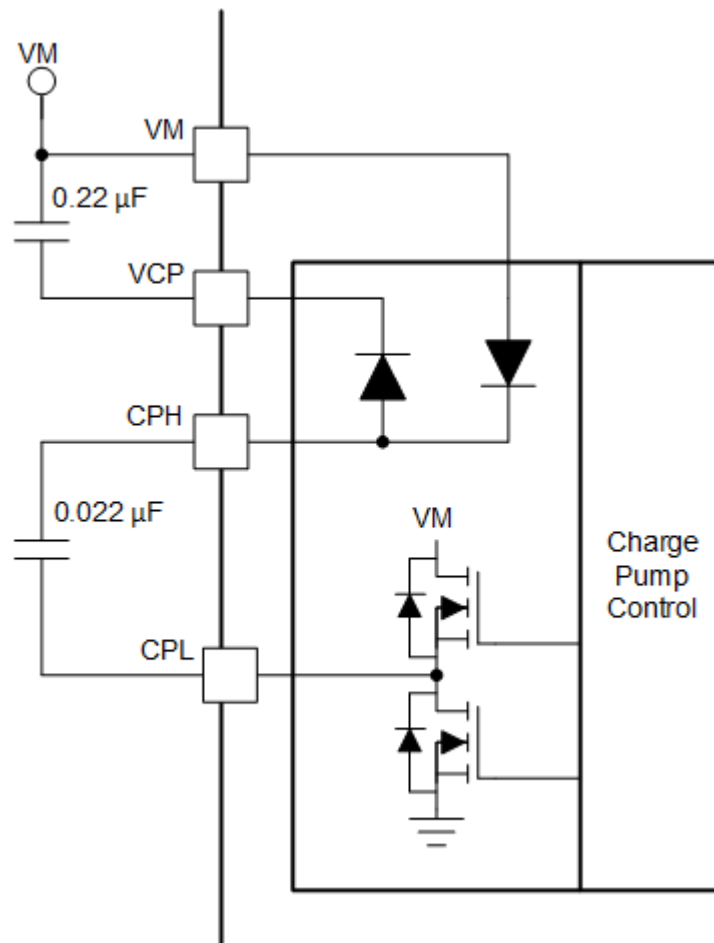 VM
VM
0.22 µF
VCP
CPH
0.022 µF
VM
Charge
Pump
Control
CPL